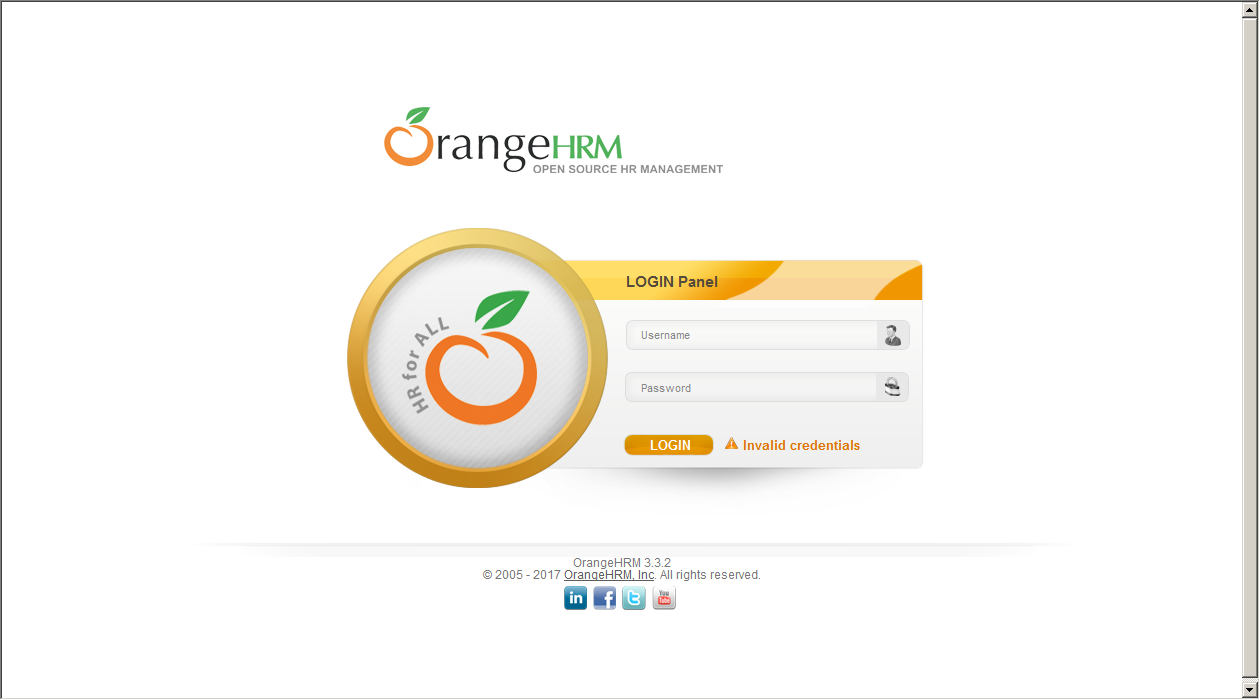 OrangeHRM
OPEN SOURCE HR MANAGEMENT
HR for ALL
LOGIN Panel
Username
Password
LOGIN
Invalid credentials
OrangeHRM 3.3.2
© 2005 - 2017 OrangeHRM, Inc. All rights reserved.
in f t You Tube